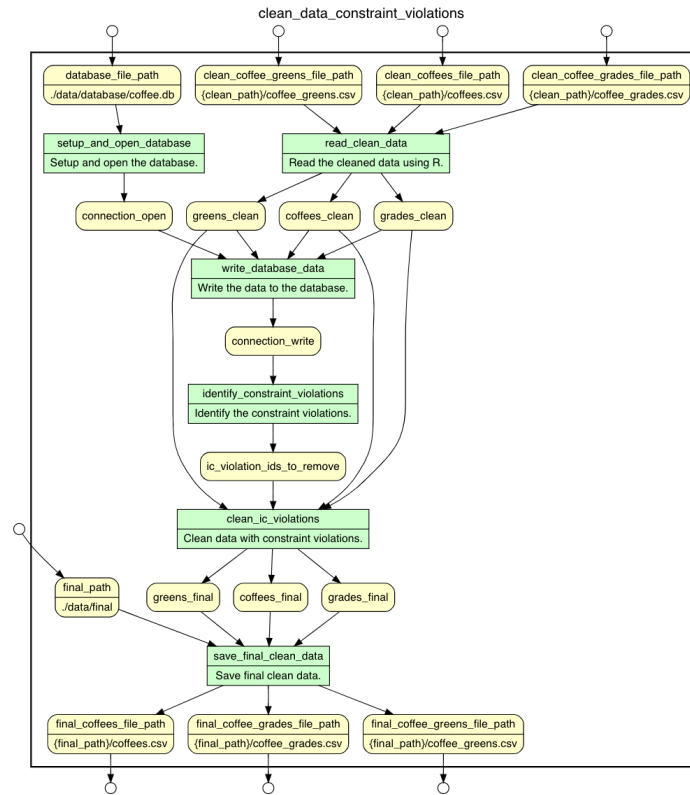 clean_data_constraint_violations
database_file_path
./data/database/coffee.db
clean_coffee_greens_file_path
{clean_path}/coffee_greens.csv
clean_coffees_file_path
{clean_path}/coffees.csv
clean_coffee_grades_file_path
{clean_path}/coffee_grades.csv
setup_and_open_database
Setup and open the database.
read_clean_data
Read the cleaned data using R.
connection_open
greens_clean
coffees_clean
grades_clean
write_database_data
Write the data to the database.
connection_write
identify_constraint_violations
Identify the constraint violations.
ic_violation_ids_to_remove
clean_ic_violations
Clean data with constraint violations.
final_path
./data/final
greens_final
coffees_final
grades_final
save_final_clean_data
Save final clean data.
final_coffees_file_path
{final_path}/coffees.csv
final_coffee_grades_file_path
{final_path}/coffee_grades.csv
final_coffee_greens_file_path
{final_path}/coffee_greens.csv